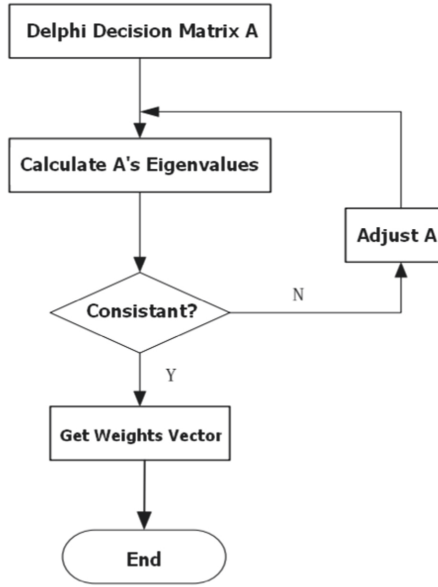 Delphi Decision Matrix A
Calculate A's Eigenvalues
Adjust A
Consistant?
N
Y
Get Weights Vector
End